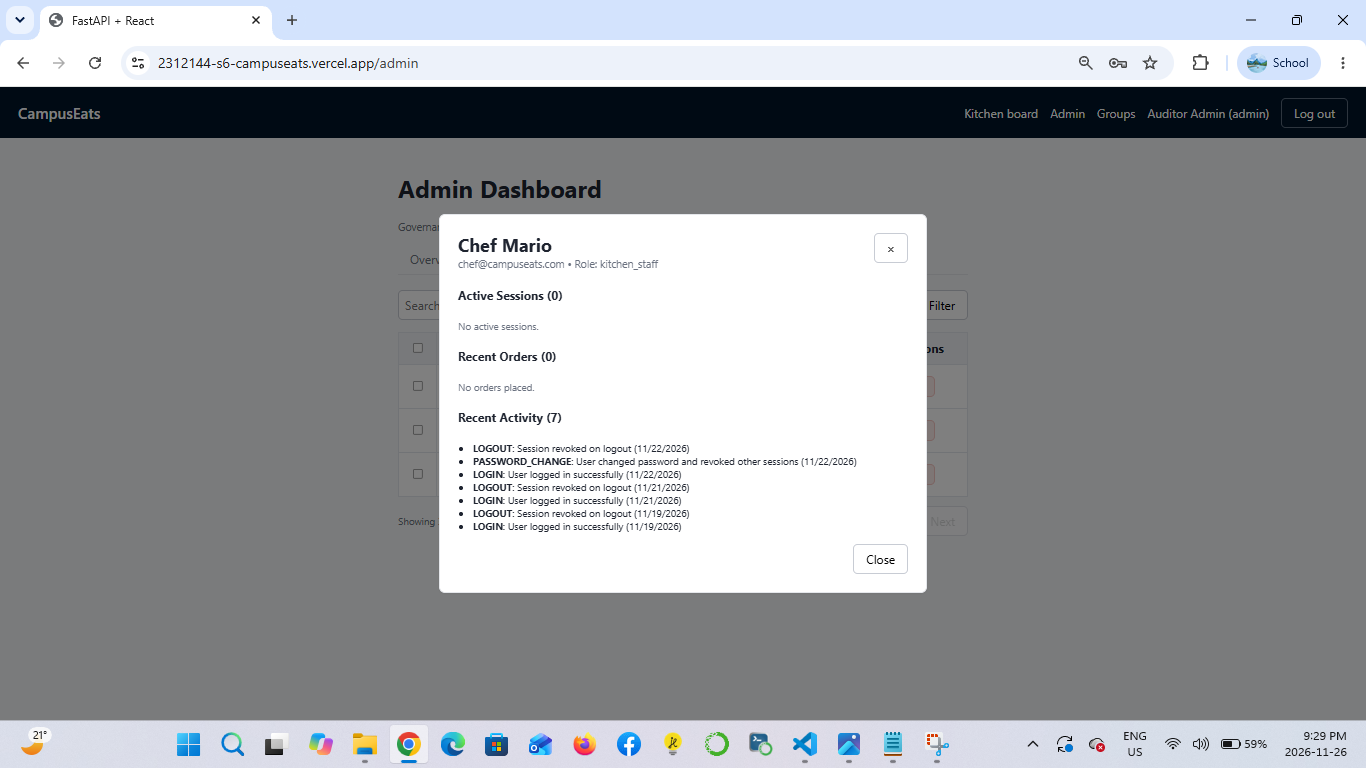 FastAPI + React
2312144-s6-campuseats.vercel.app/admin
School
CampusEats
Kitchen board
Admin
Groups
Auditor Admin (admin)
Log out
Admin Dashboard
Chef Mario
×
chef@campuseats.com • Role: kitchen_staff
Active Sessions (0)
Search
Filter
No active sessions.
Recent Orders (0)
No orders placed.
Recent Activity (7)
• LOGOUT: Session revoked on logout (11/22/2026)
• PASSWORD_CHANGE: User changed password and revoked other sessions (11/22/2026)
• LOGIN: User logged in successfully (11/22/2026)
• LOGOUT: Session revoked on logout (11/21/2026)
• LOGIN: User logged in successfully (11/21/2026)
• LOGOUT: Session revoked on logout (11/19/2026)
• LOGIN: User logged in successfully (11/19/2026)
Showing
Next
Close
21°
ENG
US
59%
9:29 PM
2026-11-26